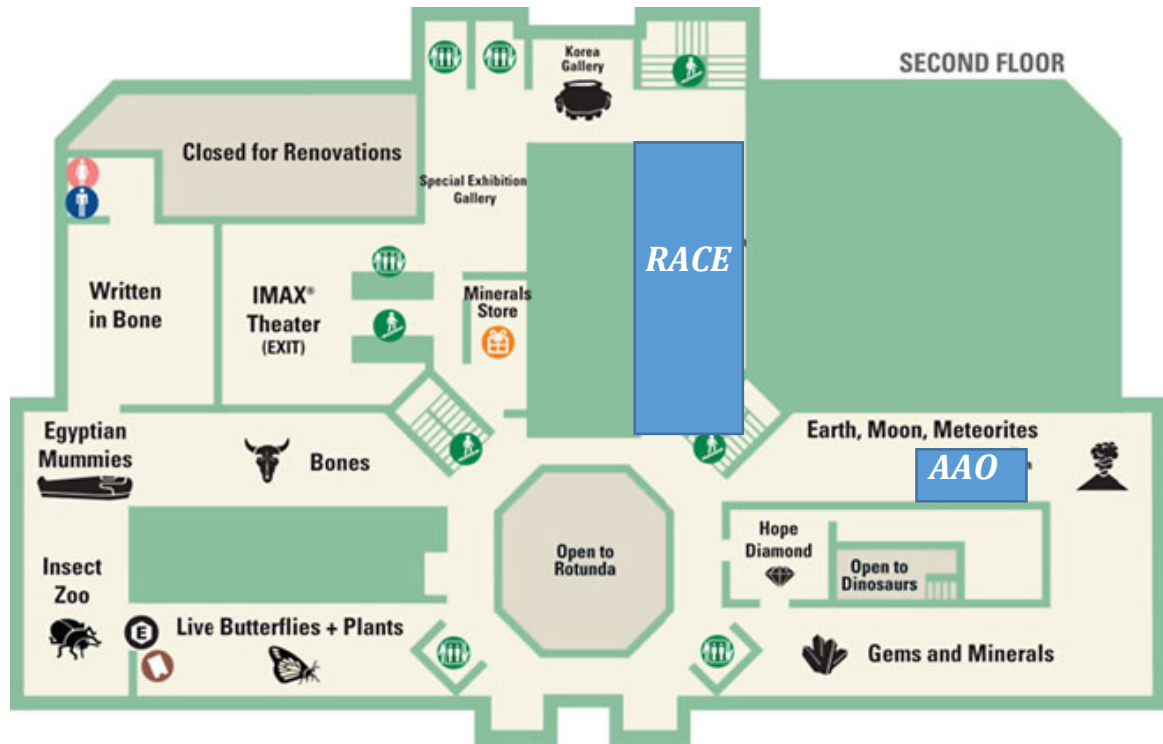 SECOND FLOOR
Korea
Gallery
Closed for Renovations
Special Exhibition
Gallery
RACE
Written
in Bone
IMAX®
Theater
(EXIT)
Minerals
Store
Egyptian
Mummies
Bones
Earth, Moon, Meteorites
AAO
Hope
Diamond
Open to
Rotunda
Open to
Dinosaurs
Insect
Zoo
E
Live Butterflies + Plants
Gems and Minerals